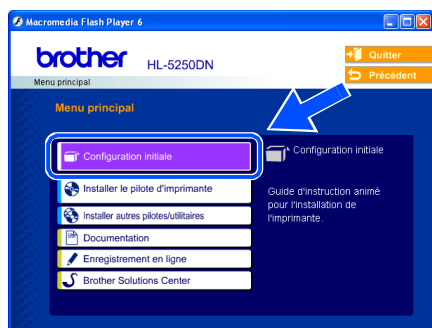 Macromedia Flash Player 6
brother HL-5250DN
Quitter
Précédent
Menu principal
Menu principal
Configuration initiale
Installer le pilote d'imprimante
Installer autres pilotes/utilitaires
Documentation
Enregistrement en ligne
Brother Solutions Center
Configuration initiale
Guide d'instruction animé
pour l'installation de
l'imprimante.